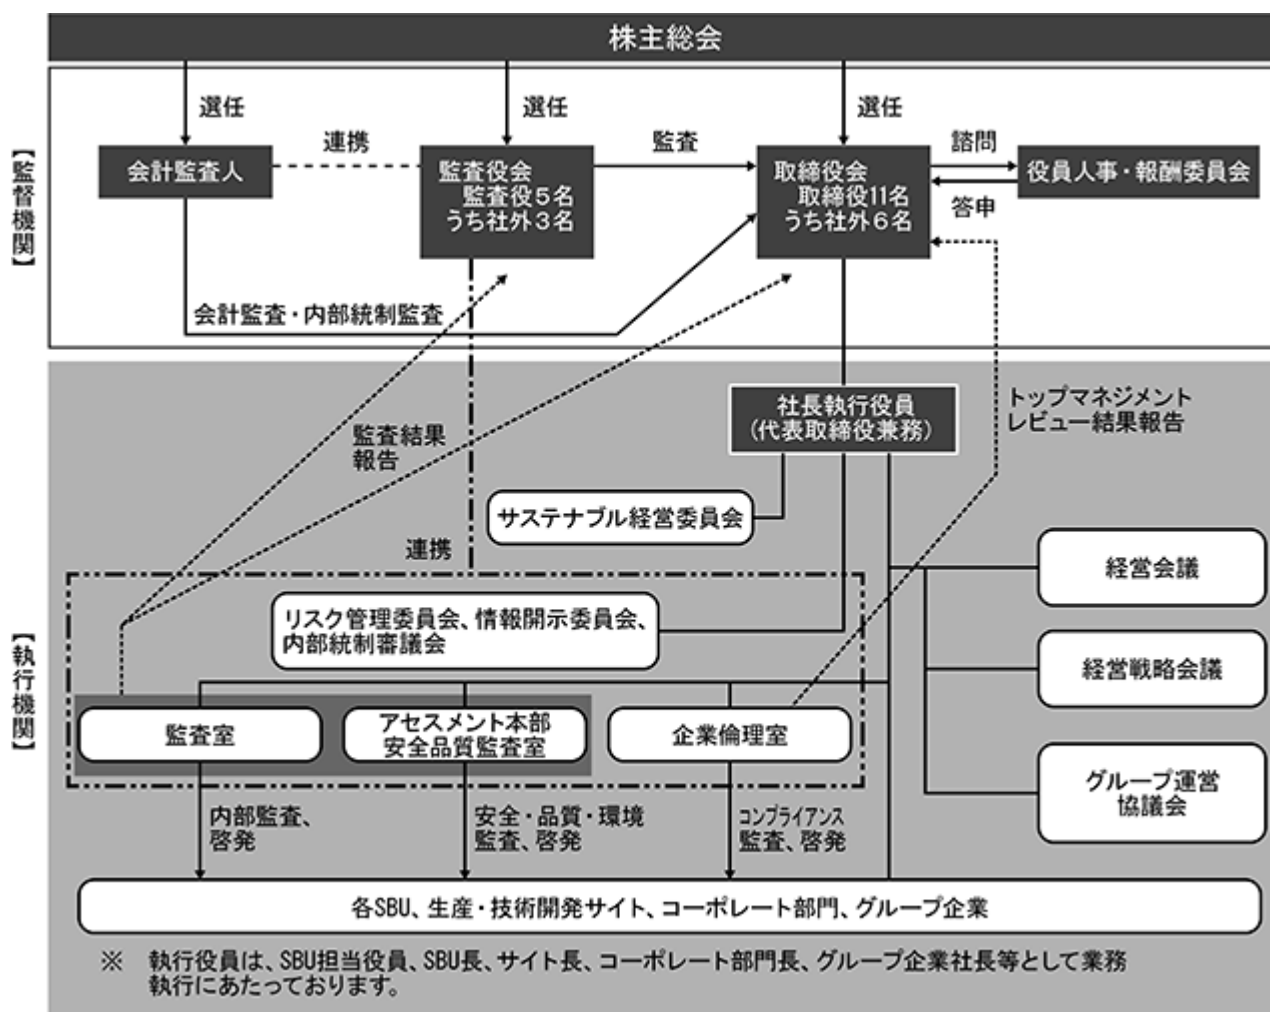 株主総会
【監督機関】
選任
選任
選任
会計監査人
連携
監査役会
監査役5名
うち社外3名
監査
取締役会
取締役11名
うち社外6名
諮問
答申
役員人事・報酬委員会
会計監査・内部統制監査
【執行機関】
社長執行役員
(代表取締役兼務)
トップマネジメント
レビュー結果報告
監査結果
報告
サステナブル経営委員会
連携
経営会議
リスク管理委員会、情報開示委員会、
内部統制審議会
経営戦略会議
監査室
アセスメント本部
安全品質監査室
企業倫理室
グループ運営
協議会
内部監査、
啓発
安全・品質・環境
監査、啓発
コンプライアンス
監査、啓発
各SBU、生産・技術開発サイト、コーポレート部門、グループ企業
※ 執行役員は、SBU担当役員、SBU長、サイト長、コーポレート部門長、グループ企業社長等として業務
執行にあたっております。